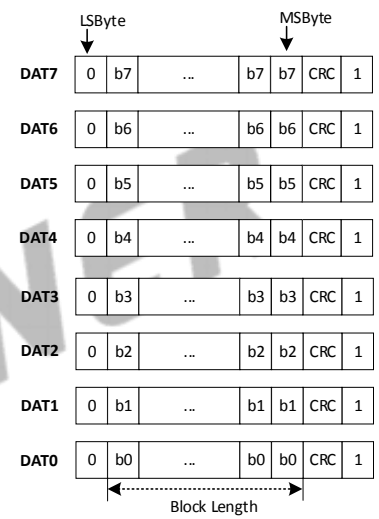 LSByte MSByte
DAT7 0 b7 ... b7 b7 CRC 1
DAT6 0 b6 ... b6 b6 CRC 1
DAT5 0 b5 ... b5 b5 CRC 1
DAT4 0 b4 ... b4 b4 CRC 1
DAT3 0 b3 ... b3 b3 CRC 1
DAT2 0 b2 ... b2 b2 CRC 1
DAT1 0 b1 ... b1 b1 CRC 1
DAT0 0 b0 ... b0 b0 CRC 1
Block Length